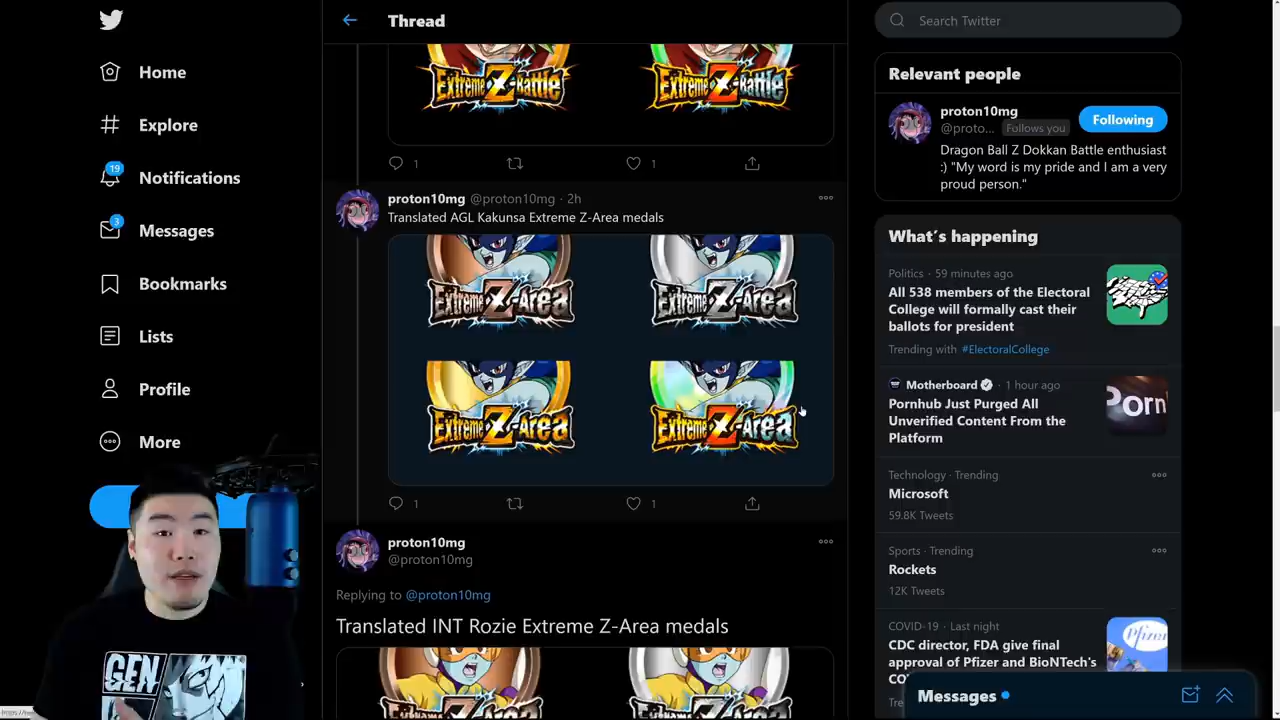 Home
Explore
19
Notifications
3
Messages
Bookmarks
Lists
Profile
More
GEN
Thread
Extreme Z-Battle
Extreme Z-Battle
1
1
proton10mg @proton10mg · 2h
Translated AGL Kakunsa Extreme Z-Area medals
Extreme Z-Area
Extreme Z-Area
Extreme Z-Area
Extreme Z-Area
1
1
proton10mg
@proton10mg
Replying to @proton10mg
Translated INT Rozie Extreme Z-Area medals
Search Twitter
Relevant people
proton10mg
@proto... Follows you
Following
Dragon Ball Z Dokkan Battle enthusiast
:) "My word is my pride and I am a very
proud person."
What's happening
Politics · 59 minutes ago
All 538 members of the Electoral
College will formally cast their
ballots for president
Trending with #ElectoralCollege
Motherboard · 1 hour ago
Pornhub Just Purged All
Unverified Content From the
Platform
Porn
Technology · Trending
Microsoft
59.8K Tweets
Sports · Trending
Rockets
12K Tweets
COVID-19 · Last night
CDC director, FDA give final
approval of Pfizer and BioNTech's
Pfizer
Messages